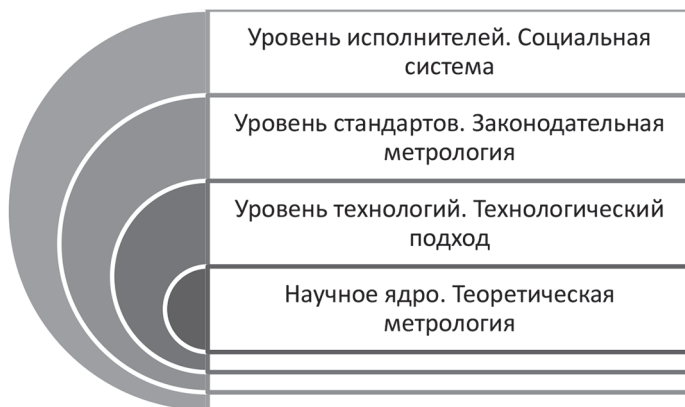 Уровень исполнителей. Социальная
система
Уровень стандартов. Законодательная
метрология
Уровень технологий. Технологический
подход
Научное ядро. Теоретическая
метрология